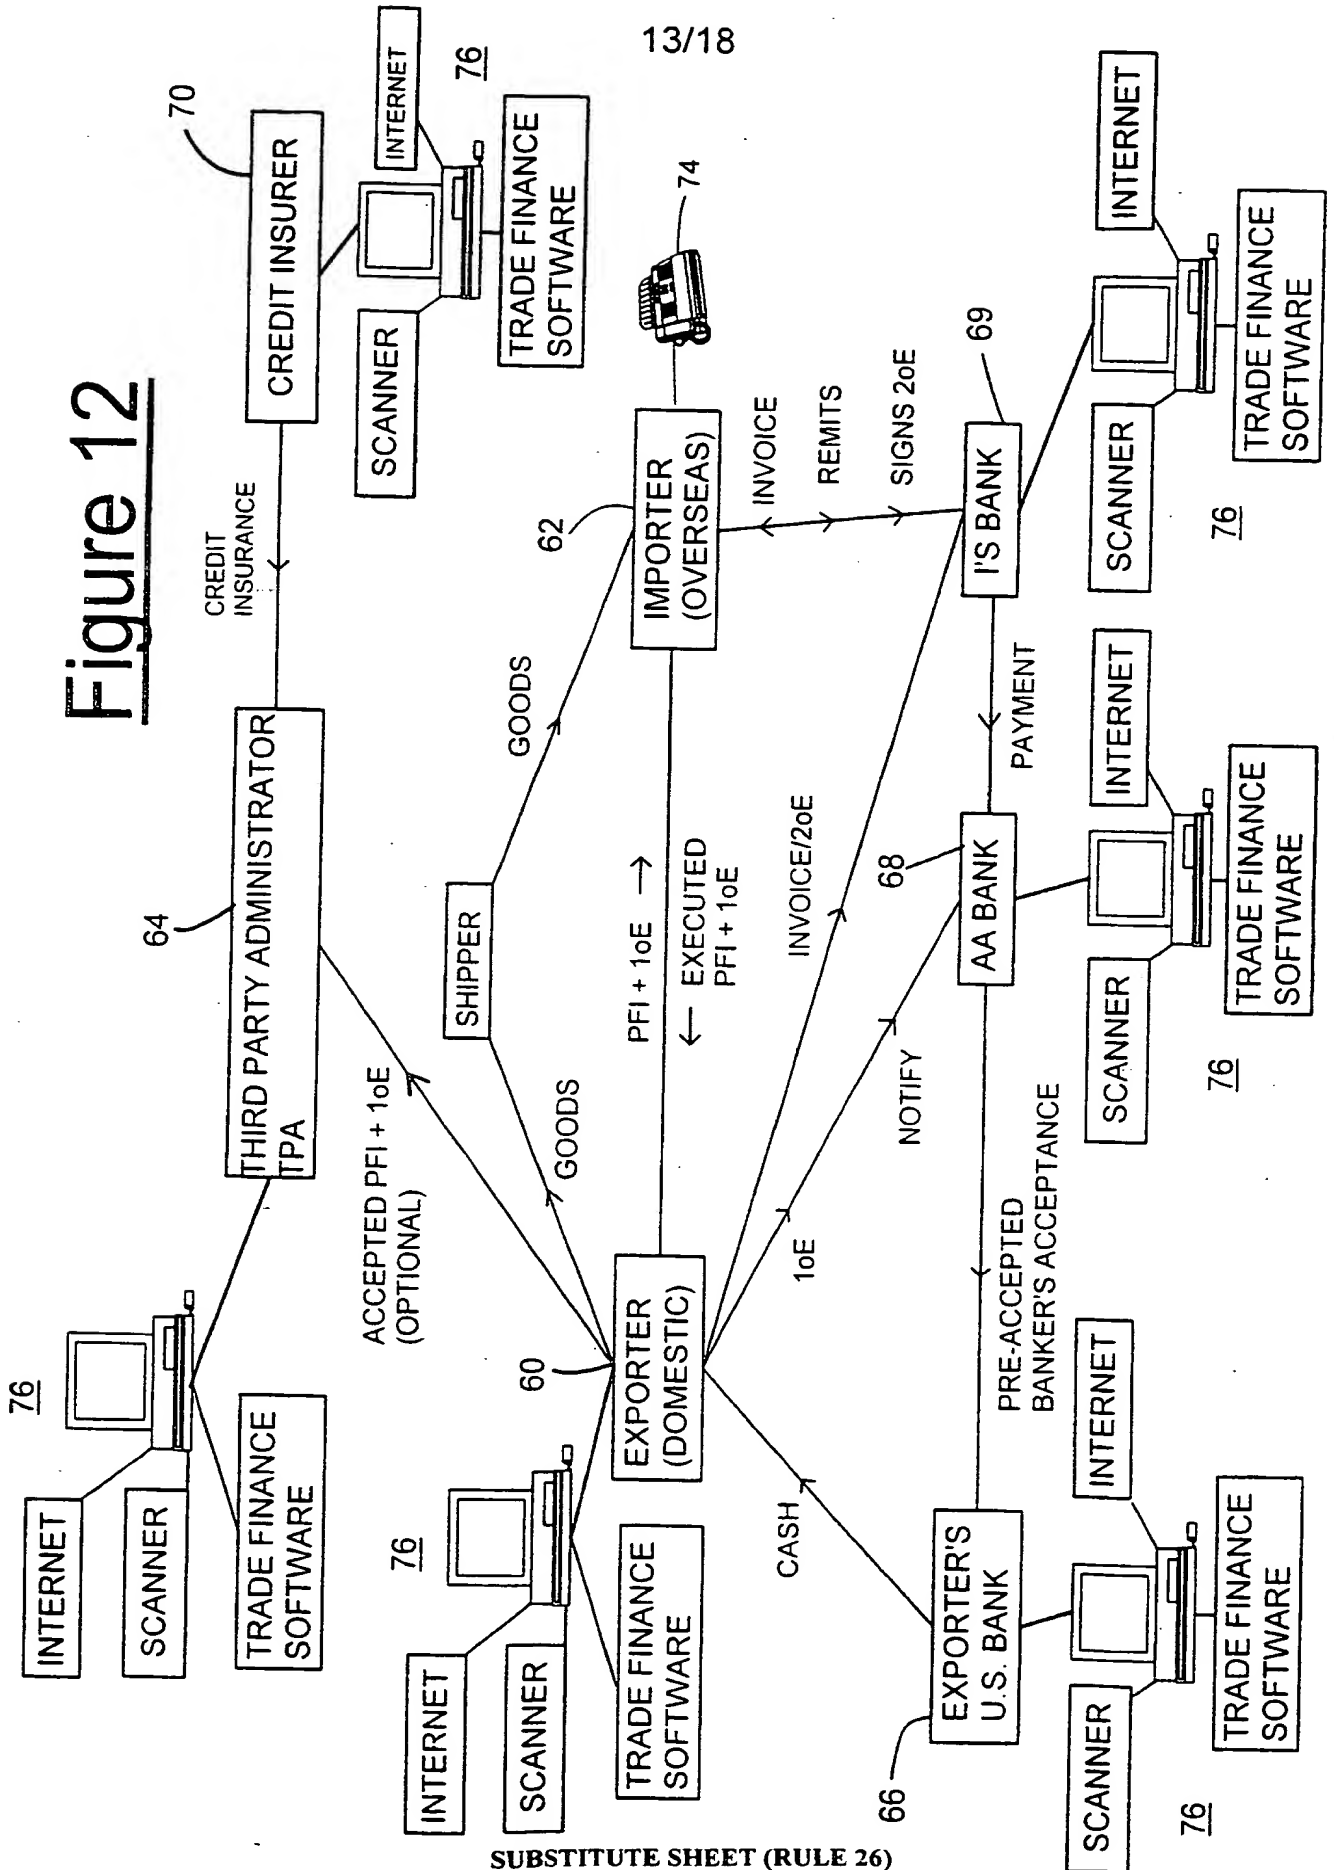 13/18
Figure 12
76
INTERNET
SCANNER
TRADE FINANCE
SOFTWARE
64
THIRD PARTY ADMINISTRATOR
TPA
CREDIT
INSURANCE
70
CREDIT INSURER
INTERNET
76
SCANNER
TRADE FINANCE
SOFTWARE
ACCEPTED PFI + 1oE
(OPTIONAL)
SHIPPER
GOODS
GOODS
76
INTERNET
SCANNER
TRADE FINANCE
SOFTWARE
60
EXPORTER
(DOMESTIC)
PFI + 1oE →
← EXECUTED
PFI + 1oE
62
IMPORTER
(OVERSEAS)
74
INVOICE
REMITS
SIGNS 2oE
CASH
1oE
NOTIFY
INVOICE/2oE
66
EXPORTER'S
U.S. BANK
PRE-ACCEPTED
BANKER'S ACCEPTANCE
68
AA BANK
PAYMENT
69
I'S BANK
SCANNER
INTERNET
TRADE FINANCE
SOFTWARE
76
SCANNER
INTERNET
TRADE FINANCE
SOFTWARE
76
SCANNER
INTERNET
TRADE FINANCE
SOFTWARE
76
SUBSTITUTE SHEET (RULE 26)